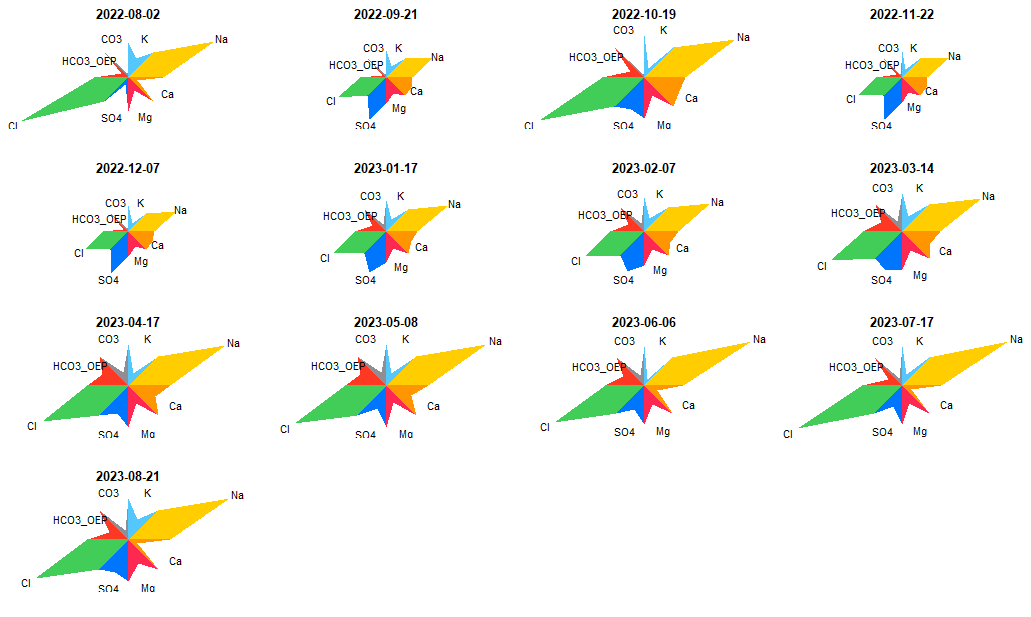 2022-08-02 2022-09-21 2022-10-19 2022-11-22
CO3 K Na HCO3_OEP Ca Cl SO4 Mg
CO3 K Na HCO3_OEP Ca Cl Mg SO4
CO3 K Na HCO3_OEP Cl SO4 Mg Ca
CO3 K Na HCO3_OEP Ca Cl Mg SO4
2022-12-07 2023-01-17 2023-02-07 2023-03-14
CO3 K Na HCO3_OEP Ca Cl Mg SO4
CO3 K Na HCO3_OEP Ca Cl Mg SO4
CO3 K Na HCO3_OEP Ca Cl Mg SO4
CO3 K Na HCO3_OEP Ca Cl Mg SO4
2023-04-17 2023-05-08 2023-06-06 2023-07-17
CO3 K Na HCO3_OEP Ca Cl SO4 Mg
CO3 K Na HCO3_OEP Ca Cl SO4 Mg
CO3 K Na HCO3_OEP Ca Cl SO4 Mg
CO3 K Na HCO3_OEP Ca Cl SO4 Mg
2023-08-21
CO3 K Na HCO3_OEP Ca Cl SO4 Mg